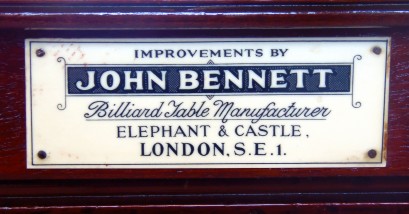 IMPROVEMENTS BY
JOHN BENNETT
Billiard Table Manufacturer
ELEPHANT & CASTLE,
LONDON, S.E.1.